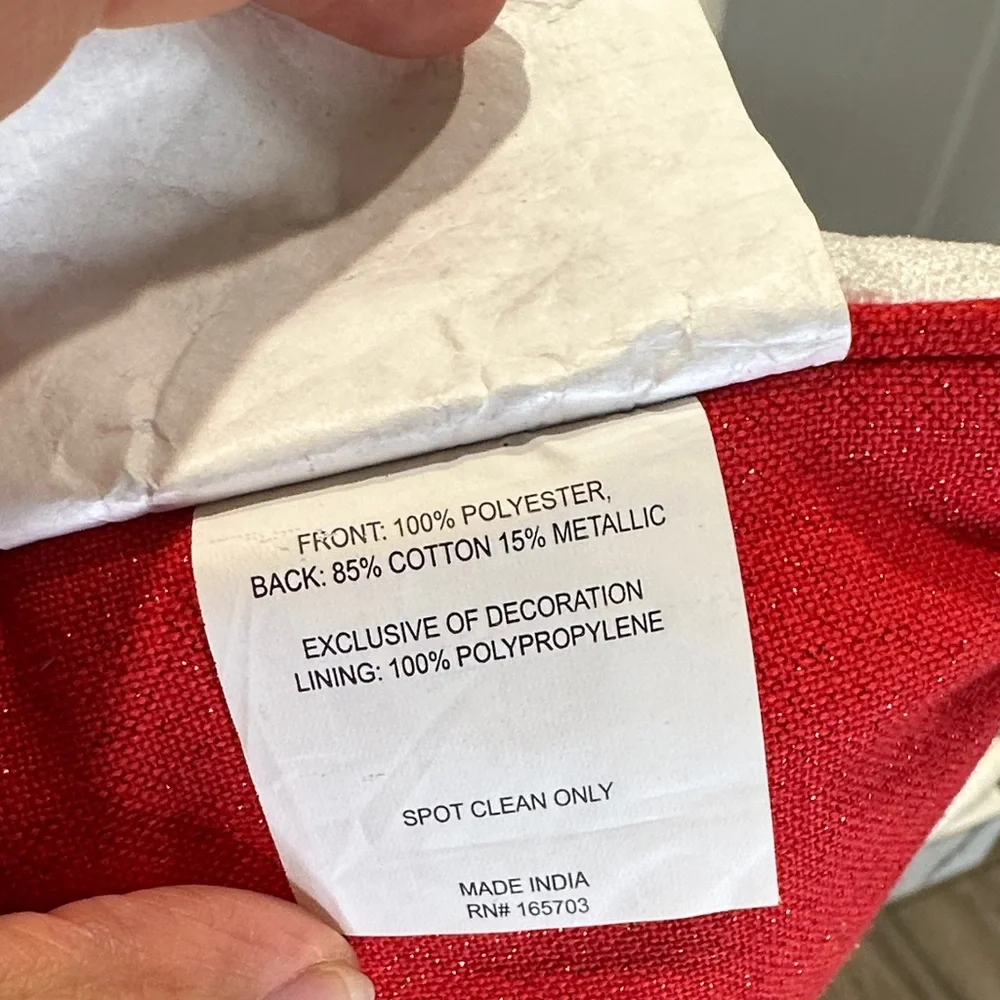 FRONT: 100% POLYESTER,
BACK: 85% COTTON 15% METALLIC
EXCLUSIVE OF DECORATION
LINING: 100% POLYPROPYLENE
SPOT CLEAN ONLY
MADE INDIA
RN# 165703